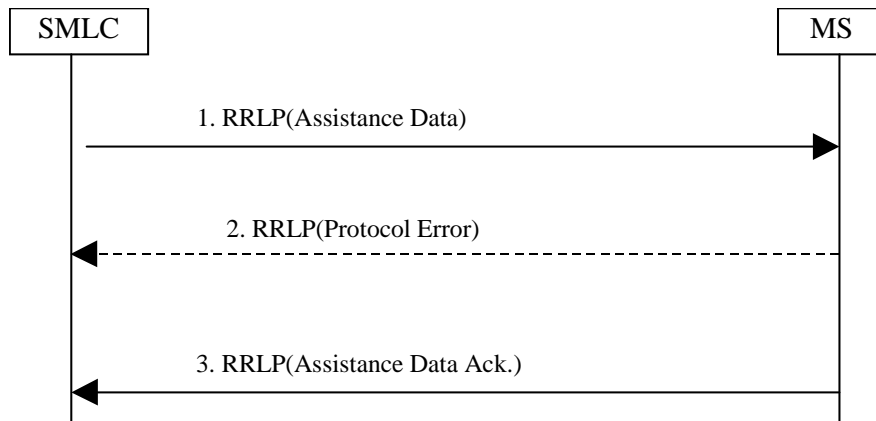 SMLC
MS
1. RRLP(Assistance Data)
2. RRLP(Protocol Error)
3. RRLP(Assistance Data Ack.)